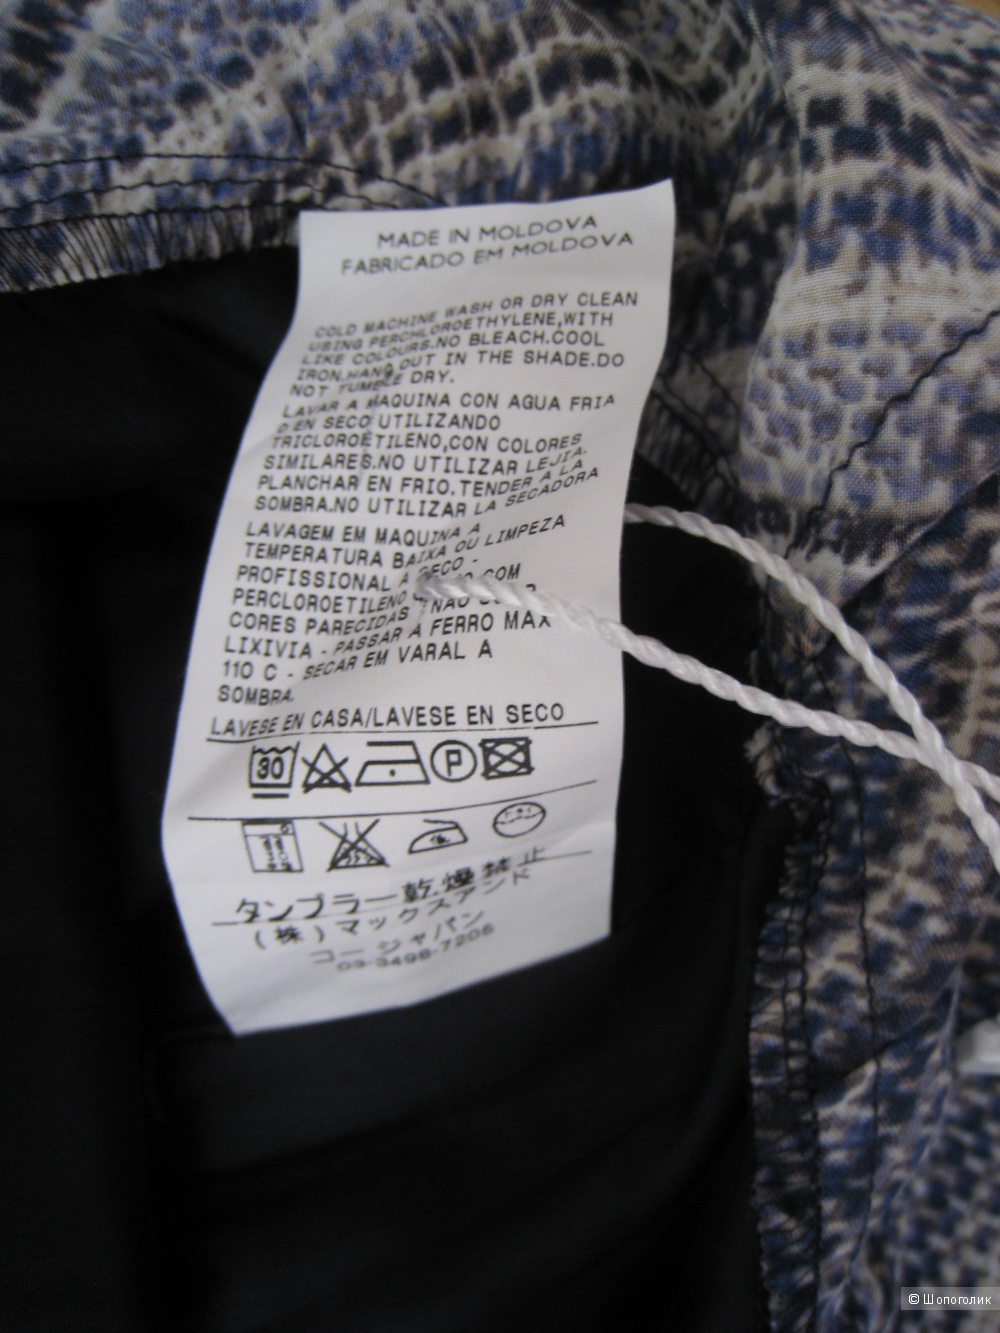 MADE IN MOLDOVA
FABRICADO EM MOLDOVA
COLD MACHINE WASH OR DRY CLEAN
USING PERCHLOROETHYLENE,WITH
LIKE COLOURS.NO BLEACH.COOL
IRON.HANG OUT IN THE SHADE.DO
NOT TUMBLE DRY.
LAVAR A MAQUINA CON AGUA FRIA
O EN SECO UTILIZANDO
TRICLOROETILENO,CON COLORES
SIMILARES.NO UTILIZAR LEJIA.
PLANCHAR EN FRIO.TENDER A LA
SOMBRA.NO UTILIZAR LA SECADORA
LAVAGEM EM MAQUINA A
TEMPERATURA BAIXA OU LIMPEZA
PROFISSIONAL A SECO -
PERCLOROETILENO COM
CORES PARECIDAS - NAO
LIXIVIA - PASSAR A FERRO MAX
110 C - SECAR EM VARAL A
SOMBRA.
LAVESE EN CASA/LAVESE EN SECO
30 P
ドライ
タンブラー乾燥禁止
(株)マックスアンド
コージャパン
03-3498-7206
© Шопоголик